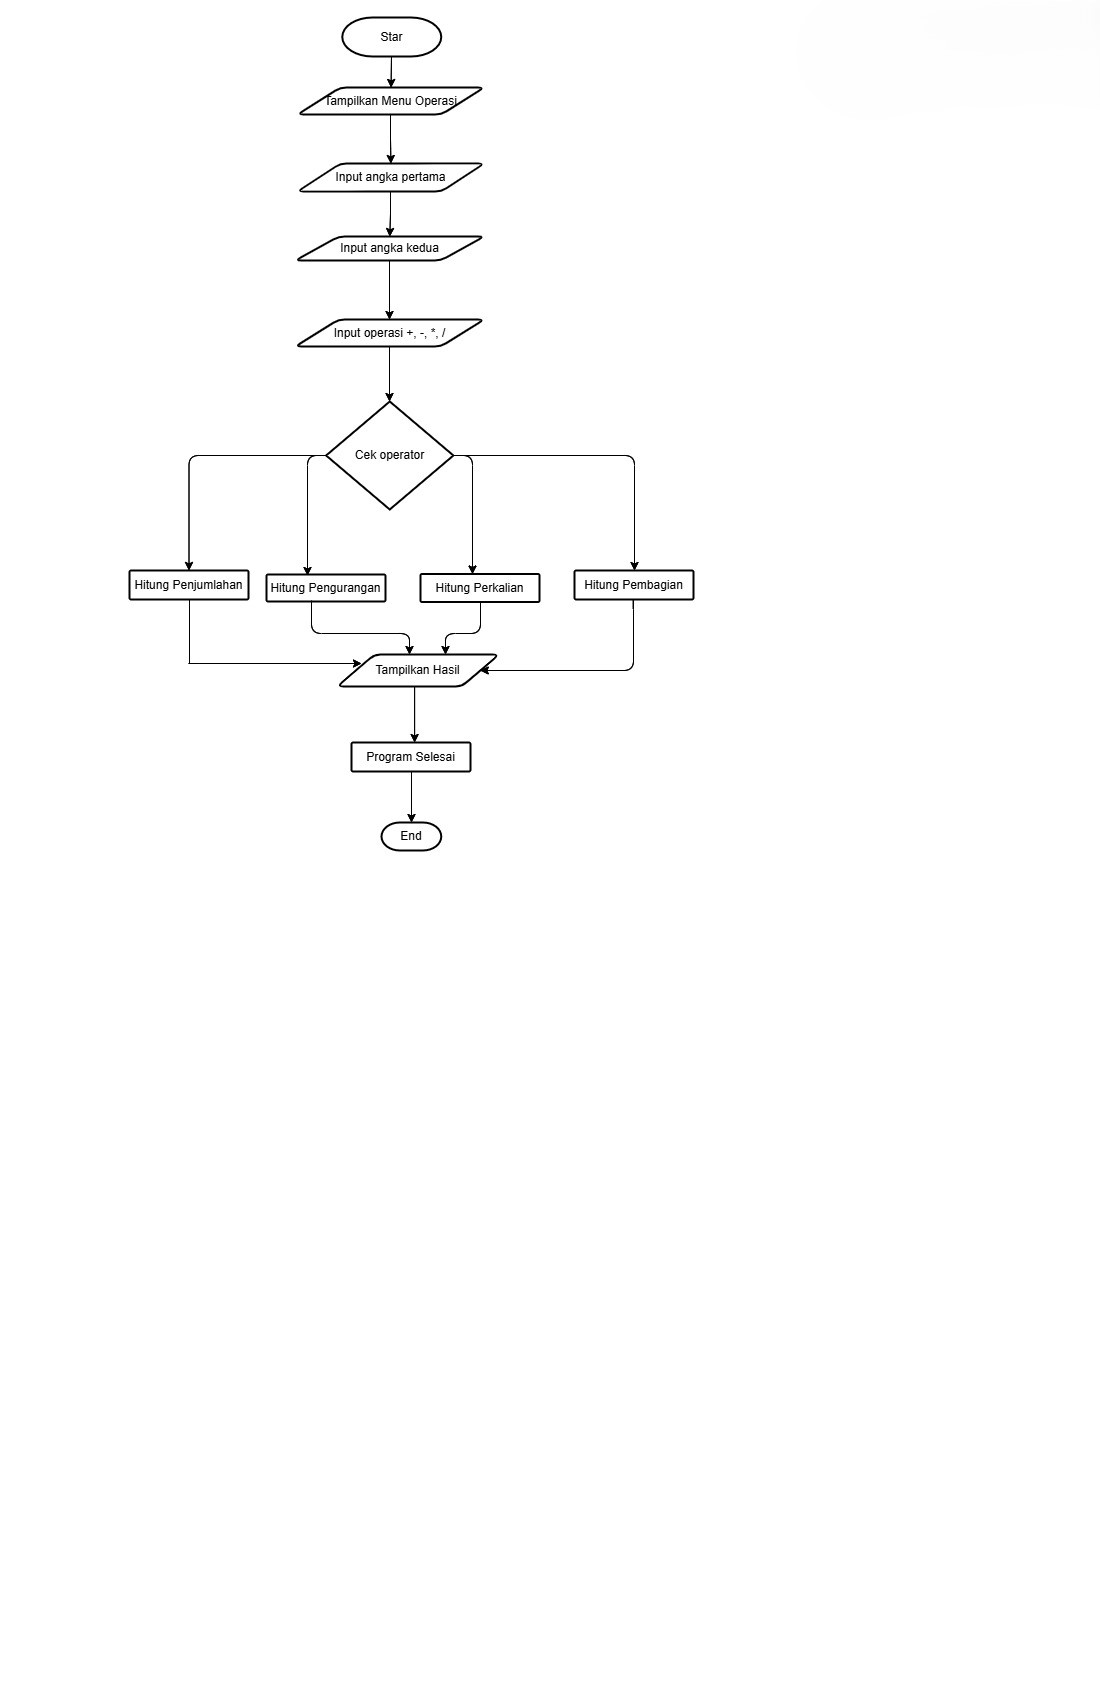 Star
Tampilkan Menu Operasi
Input angka pertama
Input angka kedua
Input operasi +, -, *, /
Cek operator
Hitung Penjumlahan
Hitung Pengurangan
Hitung Perkalian
Hitung Pembagian
Tampilkan Hasil
Program Selesai
End